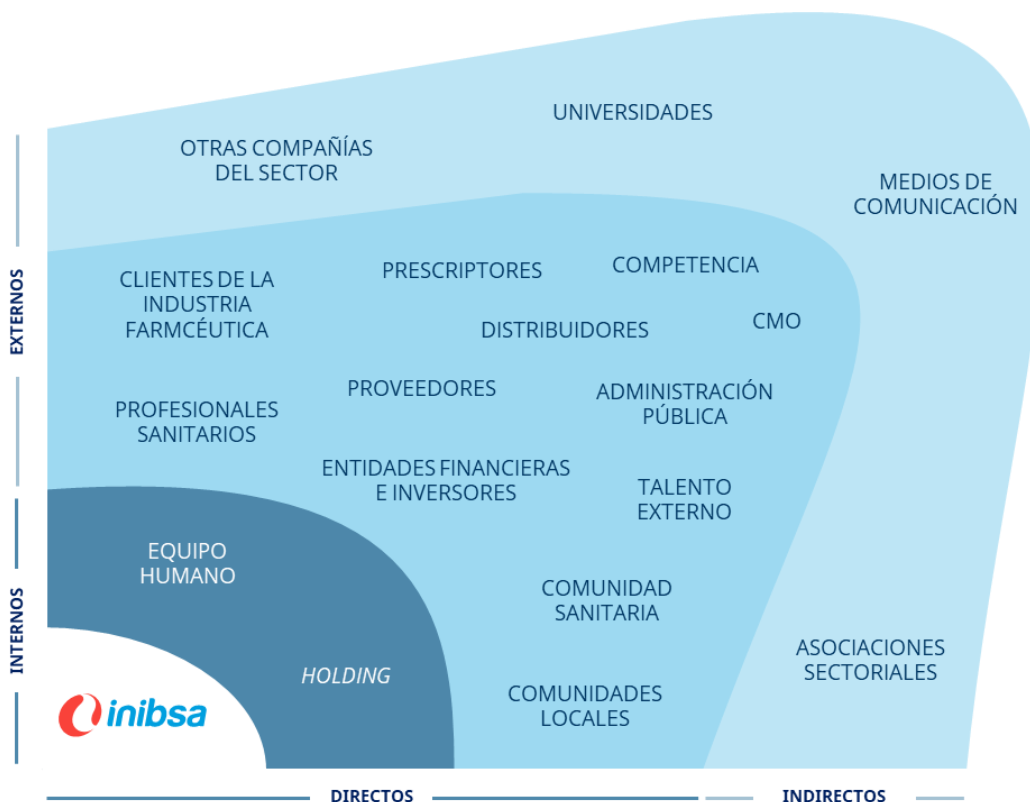 UNIVERSIDADES
OTRAS COMPAÑÍAS
DEL SECTOR
MEDIOS DE
COMUNICACIÓN
EXTERNOS
CLIENTES DE LA
INDUSTRIA
FARMCÉUTICA
PRESCRIPTORES
COMPETENCIA
DISTRIBUIDORES
CMO
PROFESIONALES
SANITARIOS
PROVEEDORES
ADMINISTRACIÓN
PÚBLICA
ENTIDADES FINANCIERAS
E INVERSORES
TALENTO
EXTERNO
INTERNOS
EQUIPO
HUMANO
COMUNIDAD
SANITARIA
HOLDING
COMUNIDADES
LOCALES
ASOCIACIONES
SECTORIALES
inibsa
DIRECTOS
INDIRECTOS